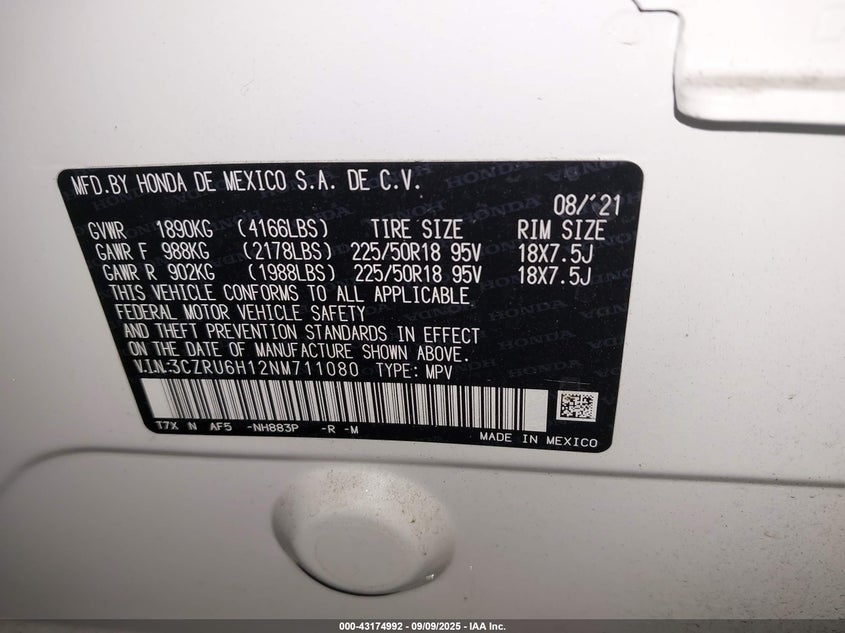 MFD.BY HONDA DE MEXICO S.A. DE C.V.
08/'21
GVWR 1890KG (4166LBS) TIRE SIZE RIM SIZE
GAWR F 988KG (2178LBS) 225/50R18 95V 18X7.5J
GAWR R 902KG (1988LBS) 225/50R18 95V 18X7.5J
THIS VEHICLE CONFORMS TO ALL APPLICABLE
FEDERAL MOTOR VEHICLE SAFETY
AND THEFT PREVENTION STANDARDS IN EFFECT
ON THE DATE OF MANUFACTURE SHOWN ABOVE.
V.I.N:3CZRU6H12NM711080 TYPE: MPV
T7X N AF5 -NH883P -R -M
MADE IN MEXICO
000-43174992 - 09/09/2025 - IAA Inc.